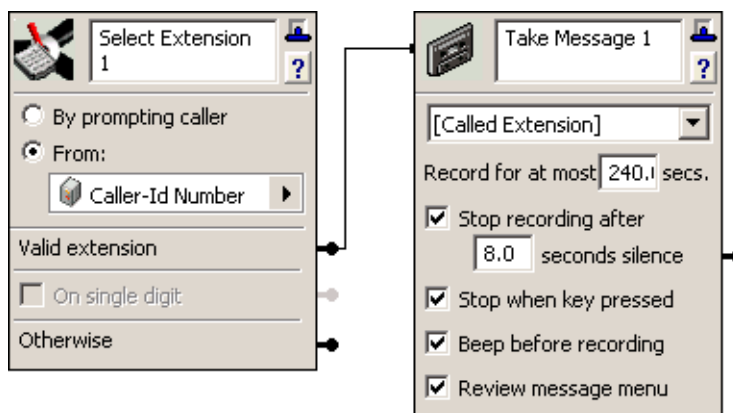 Select Extension
1
?
By prompting caller
From:
Caller-Id Number
Valid extension
On single digit
Otherwise
Take Message 1
?
[Called Extension]
Record for at most 240. secs.
Stop recording after
8.0 seconds silence
Stop when key pressed
Beep before recording
Review message menu